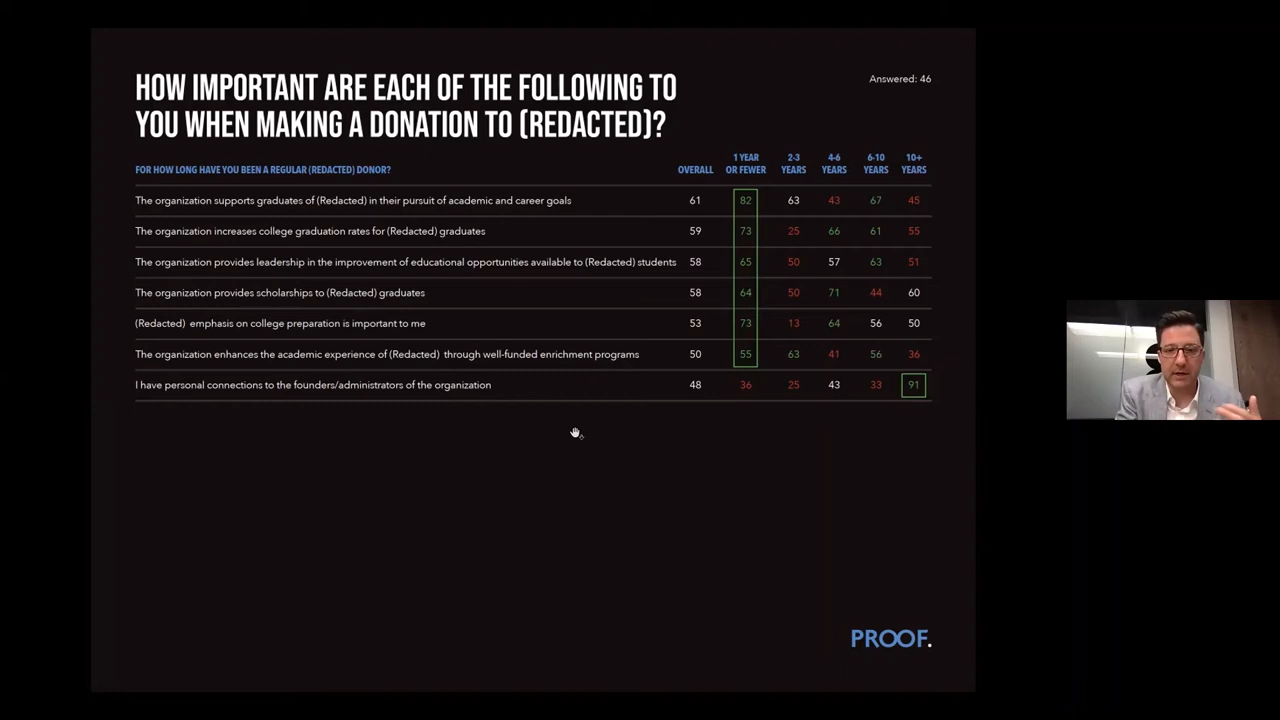 HOW IMPORTANT ARE EACH OF THE FOLLOWING TO
YOU WHEN MAKING A DONATION TO (REDACTED)?
Answered: 46
FOR HOW LONG HAVE YOU BEEN A REGULAR (REDACTED) DONOR? OVERALL 1 YEAR OR FEWER 2-3 YEARS 4-6 YEARS 6-10 YEARS 10+ YEARS
The organization supports graduates of (Redacted) in their pursuit of academic and career goals 61 82 63 43 67 45
The organization increases college graduation rates for (Redacted) graduates 59 73 25 66 61 55
The organization provides leadership in the improvement of educational opportunities available to (Redacted) students 58 65 50 57 63 51
The organization provides scholarships to (Redacted) graduates 58 64 50 71 44 60
(Redacted) emphasis on college preparation is important to me 53 73 13 64 56 50
The organization enhances the academic experience of (Redacted) through well-funded enrichment programs 50 55 63 41 56 36
I have personal connections to the founders/administrators of the organization 48 36 25 43 33 91
PROOF.